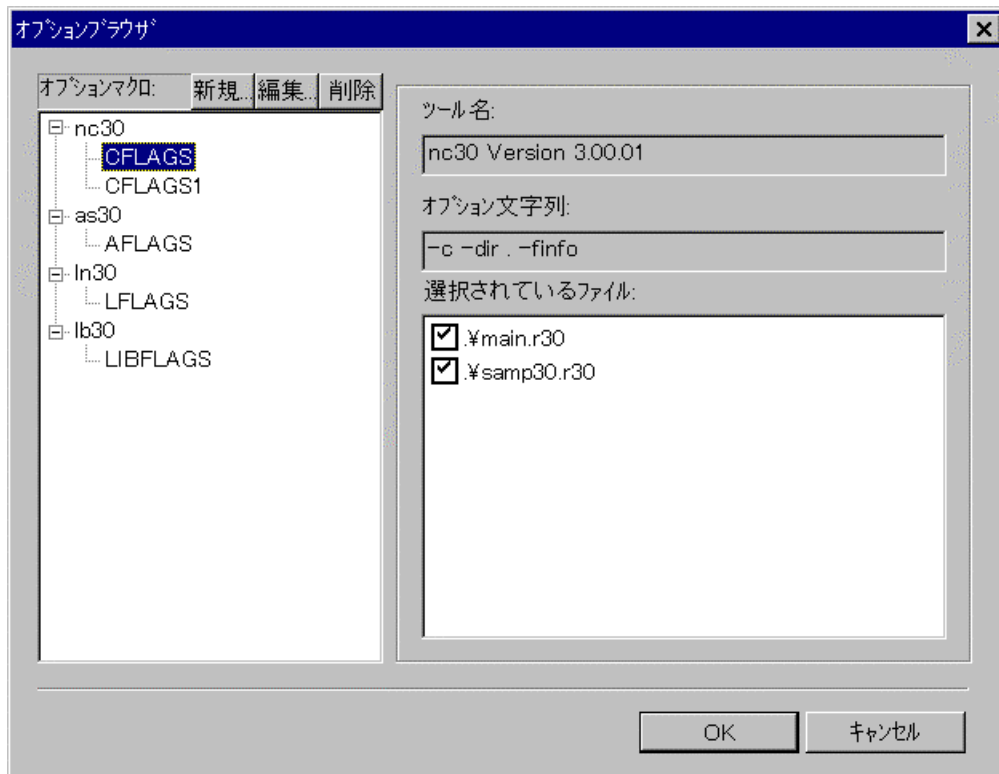 オプションブラウザ
オプションマクロ: 新規... 編集... 削除
nc30
CFLAGS
CFLAGS1
as30
AFLAGS
ln30
LFLAGS
lb30
LIBFLAGS
ツール名:
nc30 Version 3.00.01
オプション文字列:
-c -dir . -finfo
選択されているファイル:
.¥main.r30
.¥samp30.r30
OK キャンセル